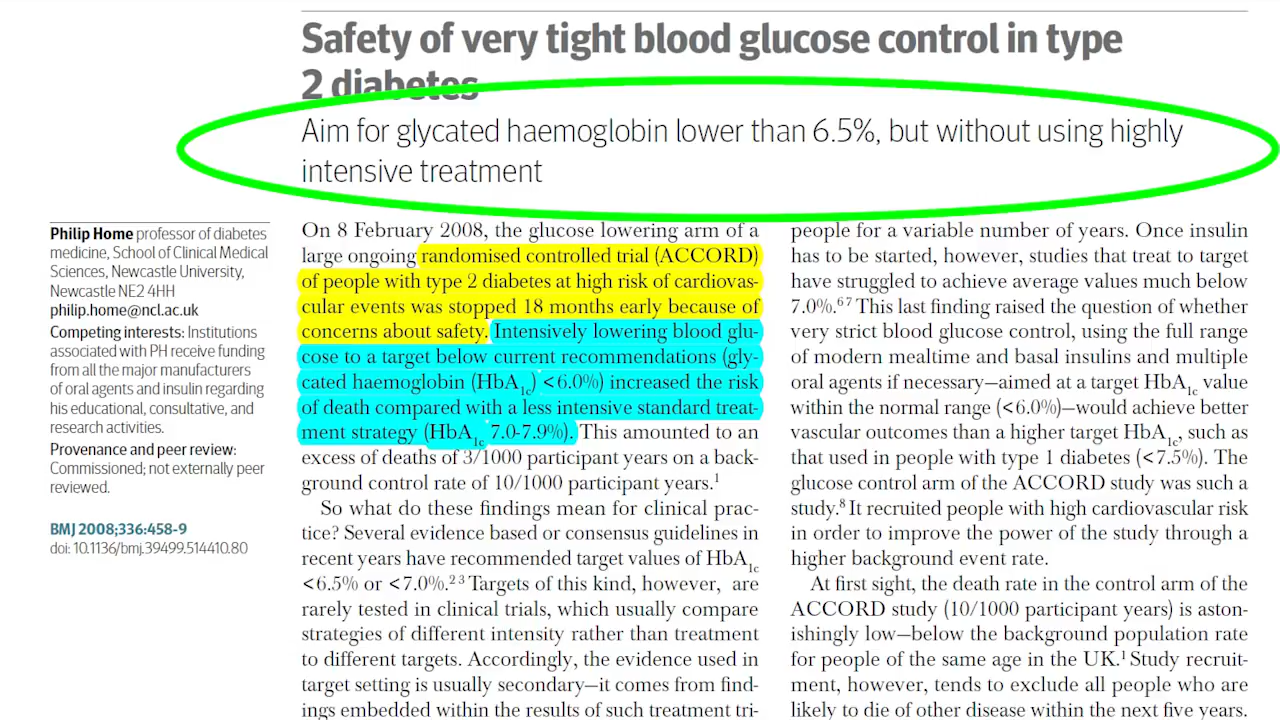 Safety of very tight blood glucose control in type
2 diabetes
Aim for glycated haemoglobin lower than 6.5%, but without using highly
intensive treatment
Philip Home professor of diabetes
medicine, School of Clinical Medical
Sciences, Newcastle University,
Newcastle NE2 4HH
philip.home@ncl.ac.uk
Competing interests: Institutions
associated with PH receive funding
from all the major manufacturers
of oral agents and insulin regarding
his educational, consultative, and
research activities.
Provenance and peer review:
Commissioned; not externally peer
reviewed.
BMJ 2008;336:458-9
doi: 10.1136/bmj.39499.514410.80
On 8 February 2008, the glucose lowering arm of a
large ongoing randomised controlled trial (ACCORD)
of people with type 2 diabetes at high risk of cardiovas-
cular events was stopped 18 months early because of
concerns about safety. Intensively lowering blood glu-
cose to a target below current recommendations (gly-
cated haemoglobin (HbA1c) <6.0%) increased the risk
of death compared with a less intensive standard treat-
ment strategy (HbA1c 7.0-7.9%). This amounted to an
excess of deaths of 3/1000 participant years on a back-
ground control rate of 10/1000 participant years.1
So what do these findings mean for clinical prac-
tice? Several evidence based or consensus guidelines in
recent years have recommended target values of HbA1c
<6.5% or <7.0%.2 3 Targets of this kind, however, are
rarely tested in clinical trials, which usually compare
strategies of different intensity rather than treatment
to different targets. Accordingly, the evidence used in
target setting is usually secondary—it comes from find-
ings embedded within the results of such treatment tri-
people for a variable number of years. Once insulin
has to be started, however, studies that treat to target
have struggled to achieve average values much below
7.0%.6 7 This last finding raised the question of whether
very strict blood glucose control, using the full range
of modern mealtime and basal insulins and multiple
oral agents if necessary—aimed at a target HbA1c value
within the normal range (<6.0%)—would achieve better
vascular outcomes than a higher target HbA1c, such as
that used in people with type 1 diabetes (<7.5%). The
glucose control arm of the ACCORD study was such a
study.8 It recruited people with high cardiovascular risk
in order to improve the power of the study through a
higher background event rate.
At first sight, the death rate in the control arm of the
ACCORD study (10/1000 participant years) is aston-
ishingly low—below the background population rate
for people of the same age in the UK.1 Study recruit-
ment, however, tends to exclude all people who are
likely to die of other disease within the next five years.